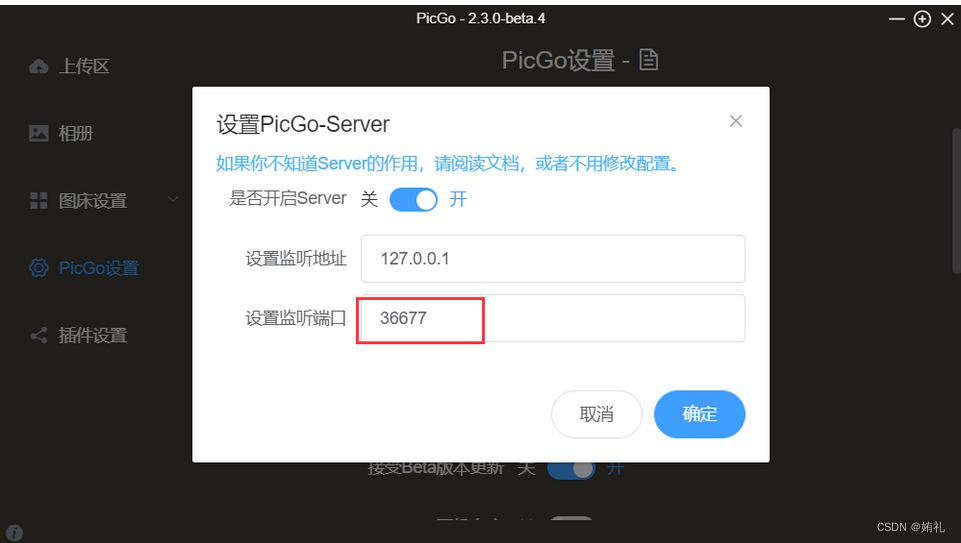 PicGo - 2.3.0-beta.4
上传区
PicGo设置 -
相册
图床设置
PicGo设置
插件设置
设置PicGo-Server
如果你不知道Server的作用，请阅读文档，或者不用修改配置。
是否开启Server 关 开
设置监听地址 127.0.0.1
设置监听端口 36677
取消 确定
接受Beta版本更新 关 开
CSDN @姷礼